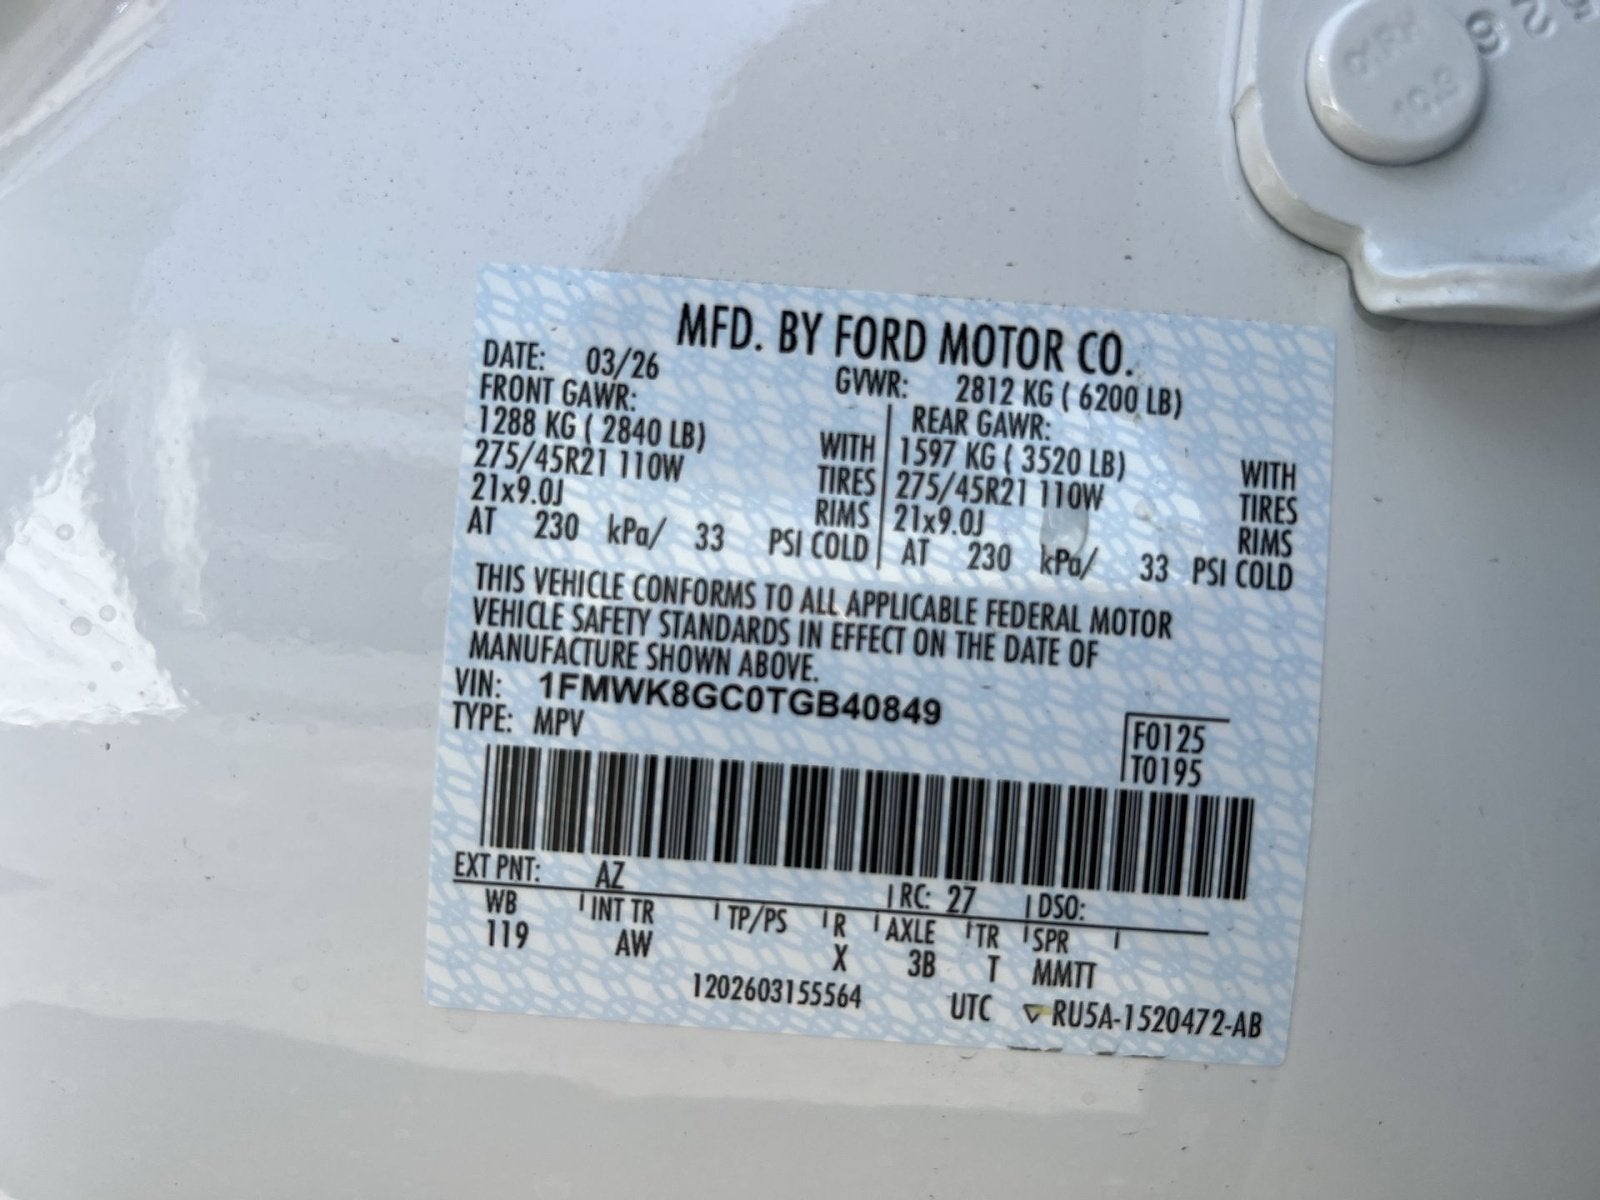 MFD. BY FORD MOTOR CO.
DATE: 03/26 GVWR: 2812 KG ( 6200 LB)
FRONT GAWR: REAR GAWR:
1288 KG ( 2840 LB) WITH 1597 KG ( 3520 LB) WITH
275/45R21 110W TIRES 275/45R21 110W TIRES
21x9.0J RIMS 21x9.0J RIMS
AT 230 kPa/ 33 PSI COLD AT 230 kPa/ 33 PSI COLD
THIS VEHICLE CONFORMS TO ALL APPLICABLE FEDERAL MOTOR
VEHICLE SAFETY STANDARDS IN EFFECT ON THE DATE OF
MANUFACTURE SHOWN ABOVE.
VIN: 1FMWK8GC0TGB40849
TYPE: MPV
F0125
T0195
EXT PNT: AZ RC: 27 DSO:
WB INT TR TP/PS R AXLE TR SPR
119 AW X 3B T MMTT
1202603155564 UTC RU5A-1520472-AB